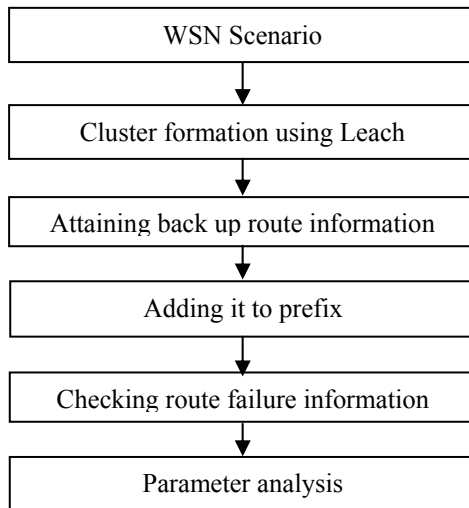 WSN Scenario
Cluster formation using Leach
Attaining back up route information
Adding it to prefix
Checking route failure information
Parameter analysis